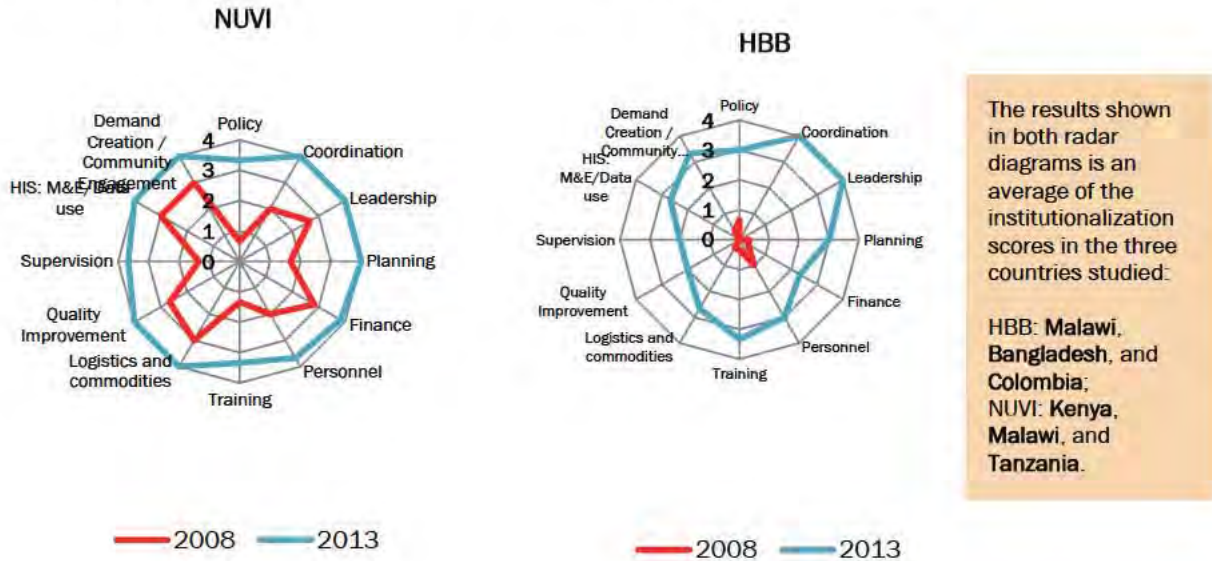 NUVI
Demand
Creation /
Community
Engagement
Policy
4
3
2
1
0
Coordination
Leadership
Planning
Finance
Personnel
Training
Logistics and
commodities
Quality
Improvement
Supervision
HIS: M&E/Data
use
2008
2013
HBB
Demand
Creation /
Community...
Policy
4
3
2
1
0
Coordination
Leadership
Planning
Finance
Personnel
Training
Logistics and
commodities
Quality
Improvement
Supervision
HIS:
M&E/Data
use
2008
2013
The results shown
in both radar
diagrams is an
average of the
institutionalization
scores in the three
countries studied:
HBB: Malawi,
Bangladesh, and
Colombia;
NUVI: Kenya,
Malawi, and
Tanzania.